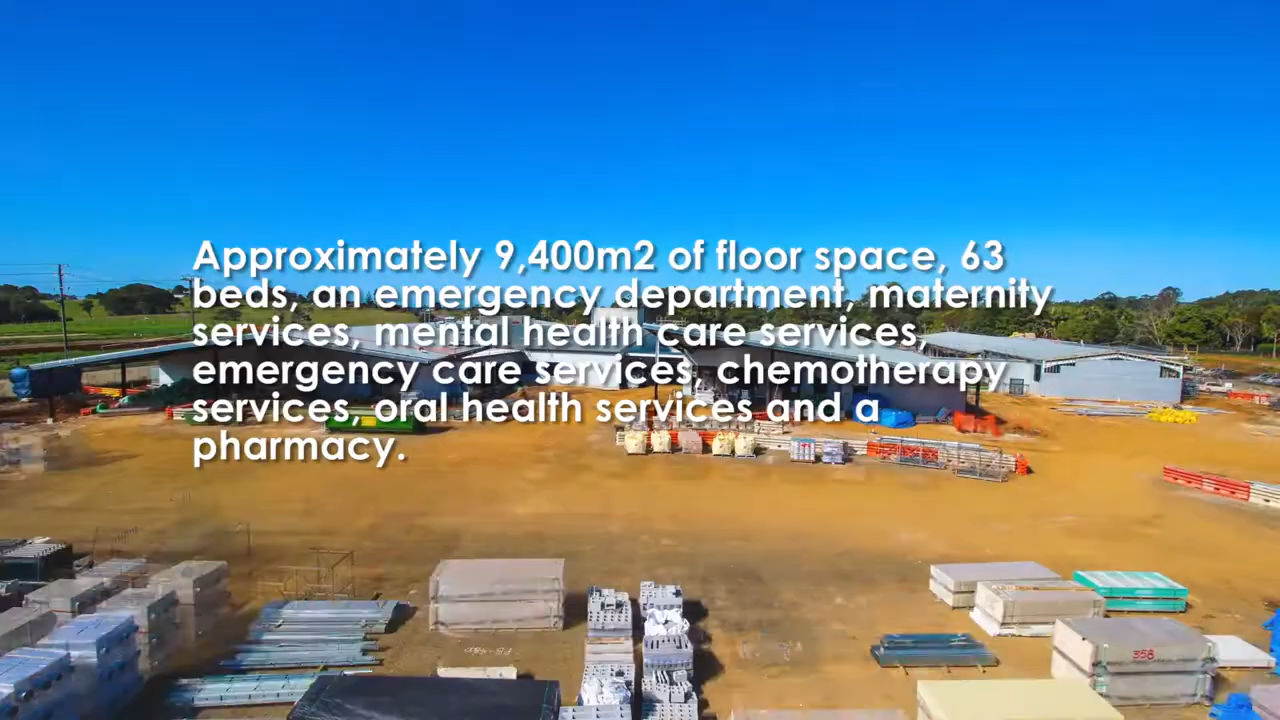 Approximately 9,400m2 of floor space, 63
beds, an emergency department, maternity
services, mental health care services,
emergency care services, chemotherapy
services, oral health services and a
pharmacy.
358